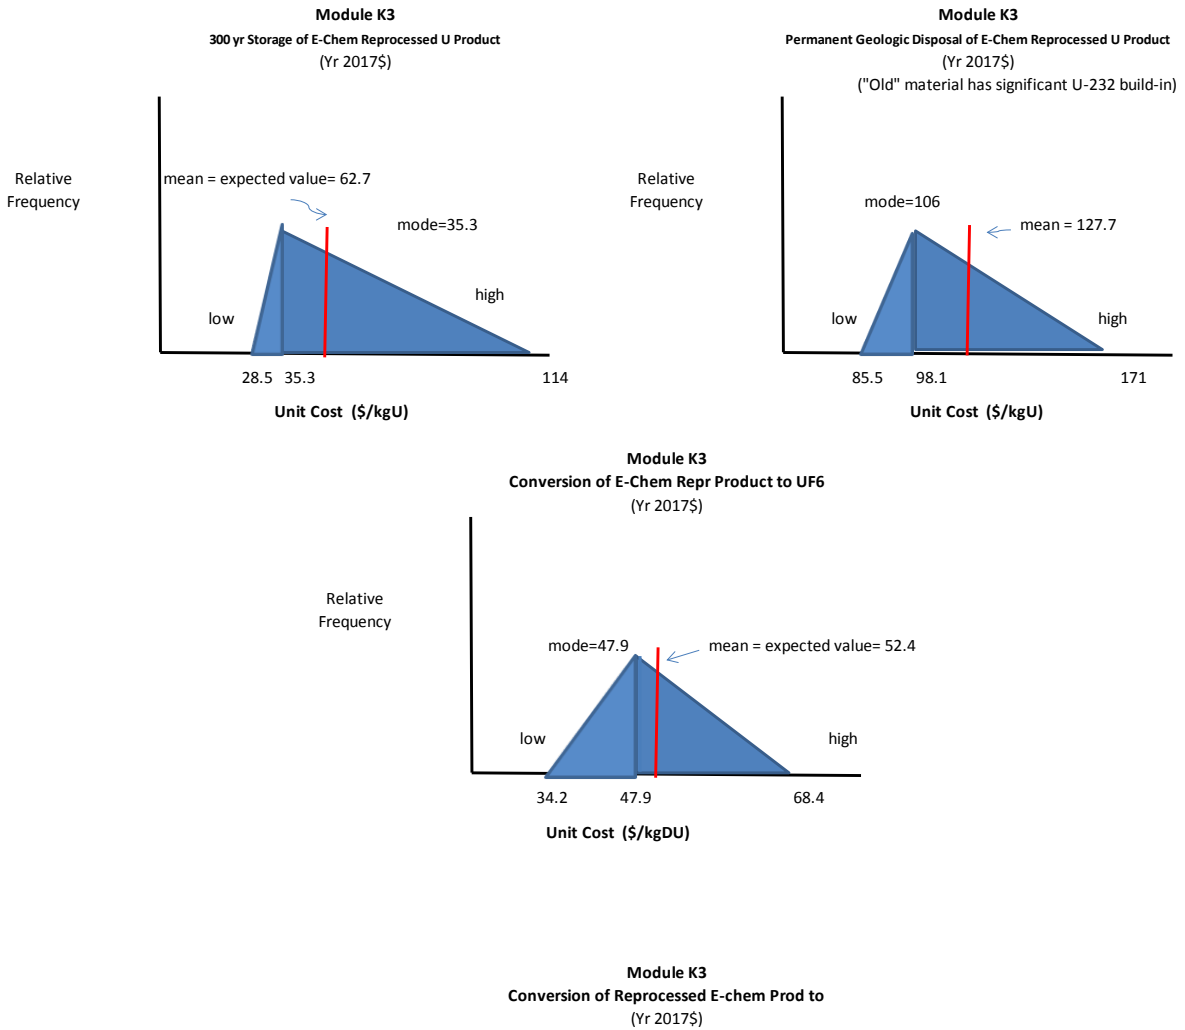 Module K3
300 yr Storage of E-Chem Reprocessed U Product
(Yr 2017$)
Relative
Frequency
mean = expected value= 62.7
mode=35.3
low
high
28.5 35.3 114
Unit Cost ($/kgU)
Module K3
Permanent Geologic Disposal of E-Chem Reprocessed U Product
(Yr 2017$)
("Old" material has significant U-232 build-in)
Relative
Frequency
mode=106
mean = 127.7
low
high
85.5 98.1 171
Unit Cost ($/kgU)
Module K3
Conversion of E-Chem Repr Product to UF6
(Yr 2017$)
Relative
Frequency
mode=47.9
mean = expected value= 52.4
low
high
34.2 47.9 68.4
Unit Cost ($/kgDU)
Module K3
Conversion of Reprocessed E-chem Prod to
(Yr 2017$)